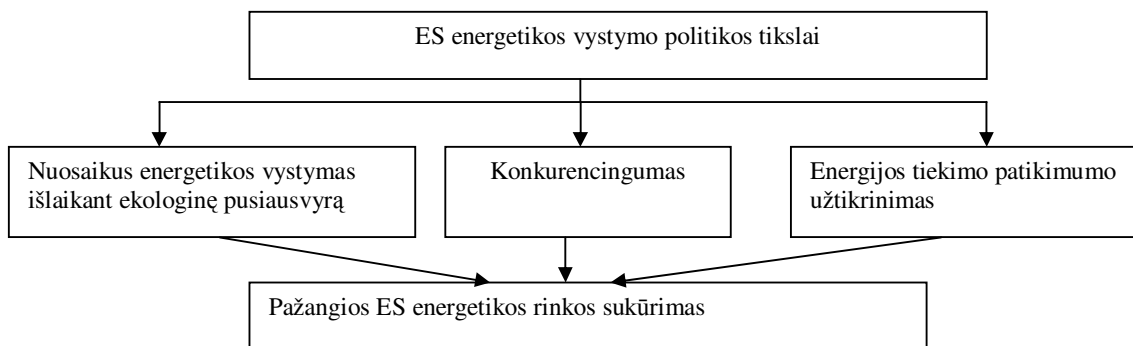 ES energetikos vystymo politikos tikslai
Nuosaikus energetikos vystymas
išlaikant ekologinę pusiausvyrą
Konkurencingumas
Energijos tiekimo patikimumo
užtikrinimas
Pažangios ES energetikos rinkos sukūrimas